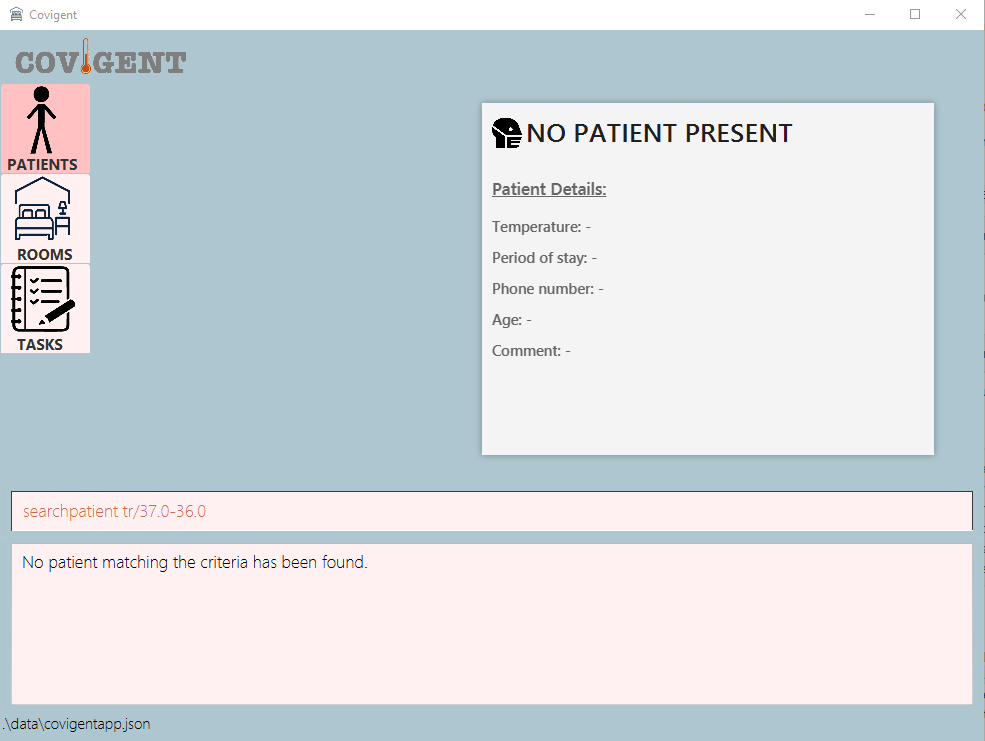 Covigent
COVIGENT
PATIENTS
ROOMS
TASKS
NO PATIENT PRESENT
Patient Details:
Temperature: -
Period of stay: -
Phone number: -
Age: -
Comment: -
searchpatient tr/37.0-36.0
No patient matching the criteria has been found.
.\data\covigentapp.json